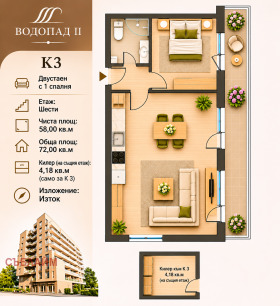 ВОДОПАД II
К3
Двустаен
с 1 спалня
Етаж:
Шести
Чиста площ:
58,00 кв.м
Обща площ:
72,00 кв.м
Килер (на същия етаж):
4,18 кв.м
(само за К 3)
Изложение:
Изток
Килер към К 3
4,18 кв.м
(на същия етаж)